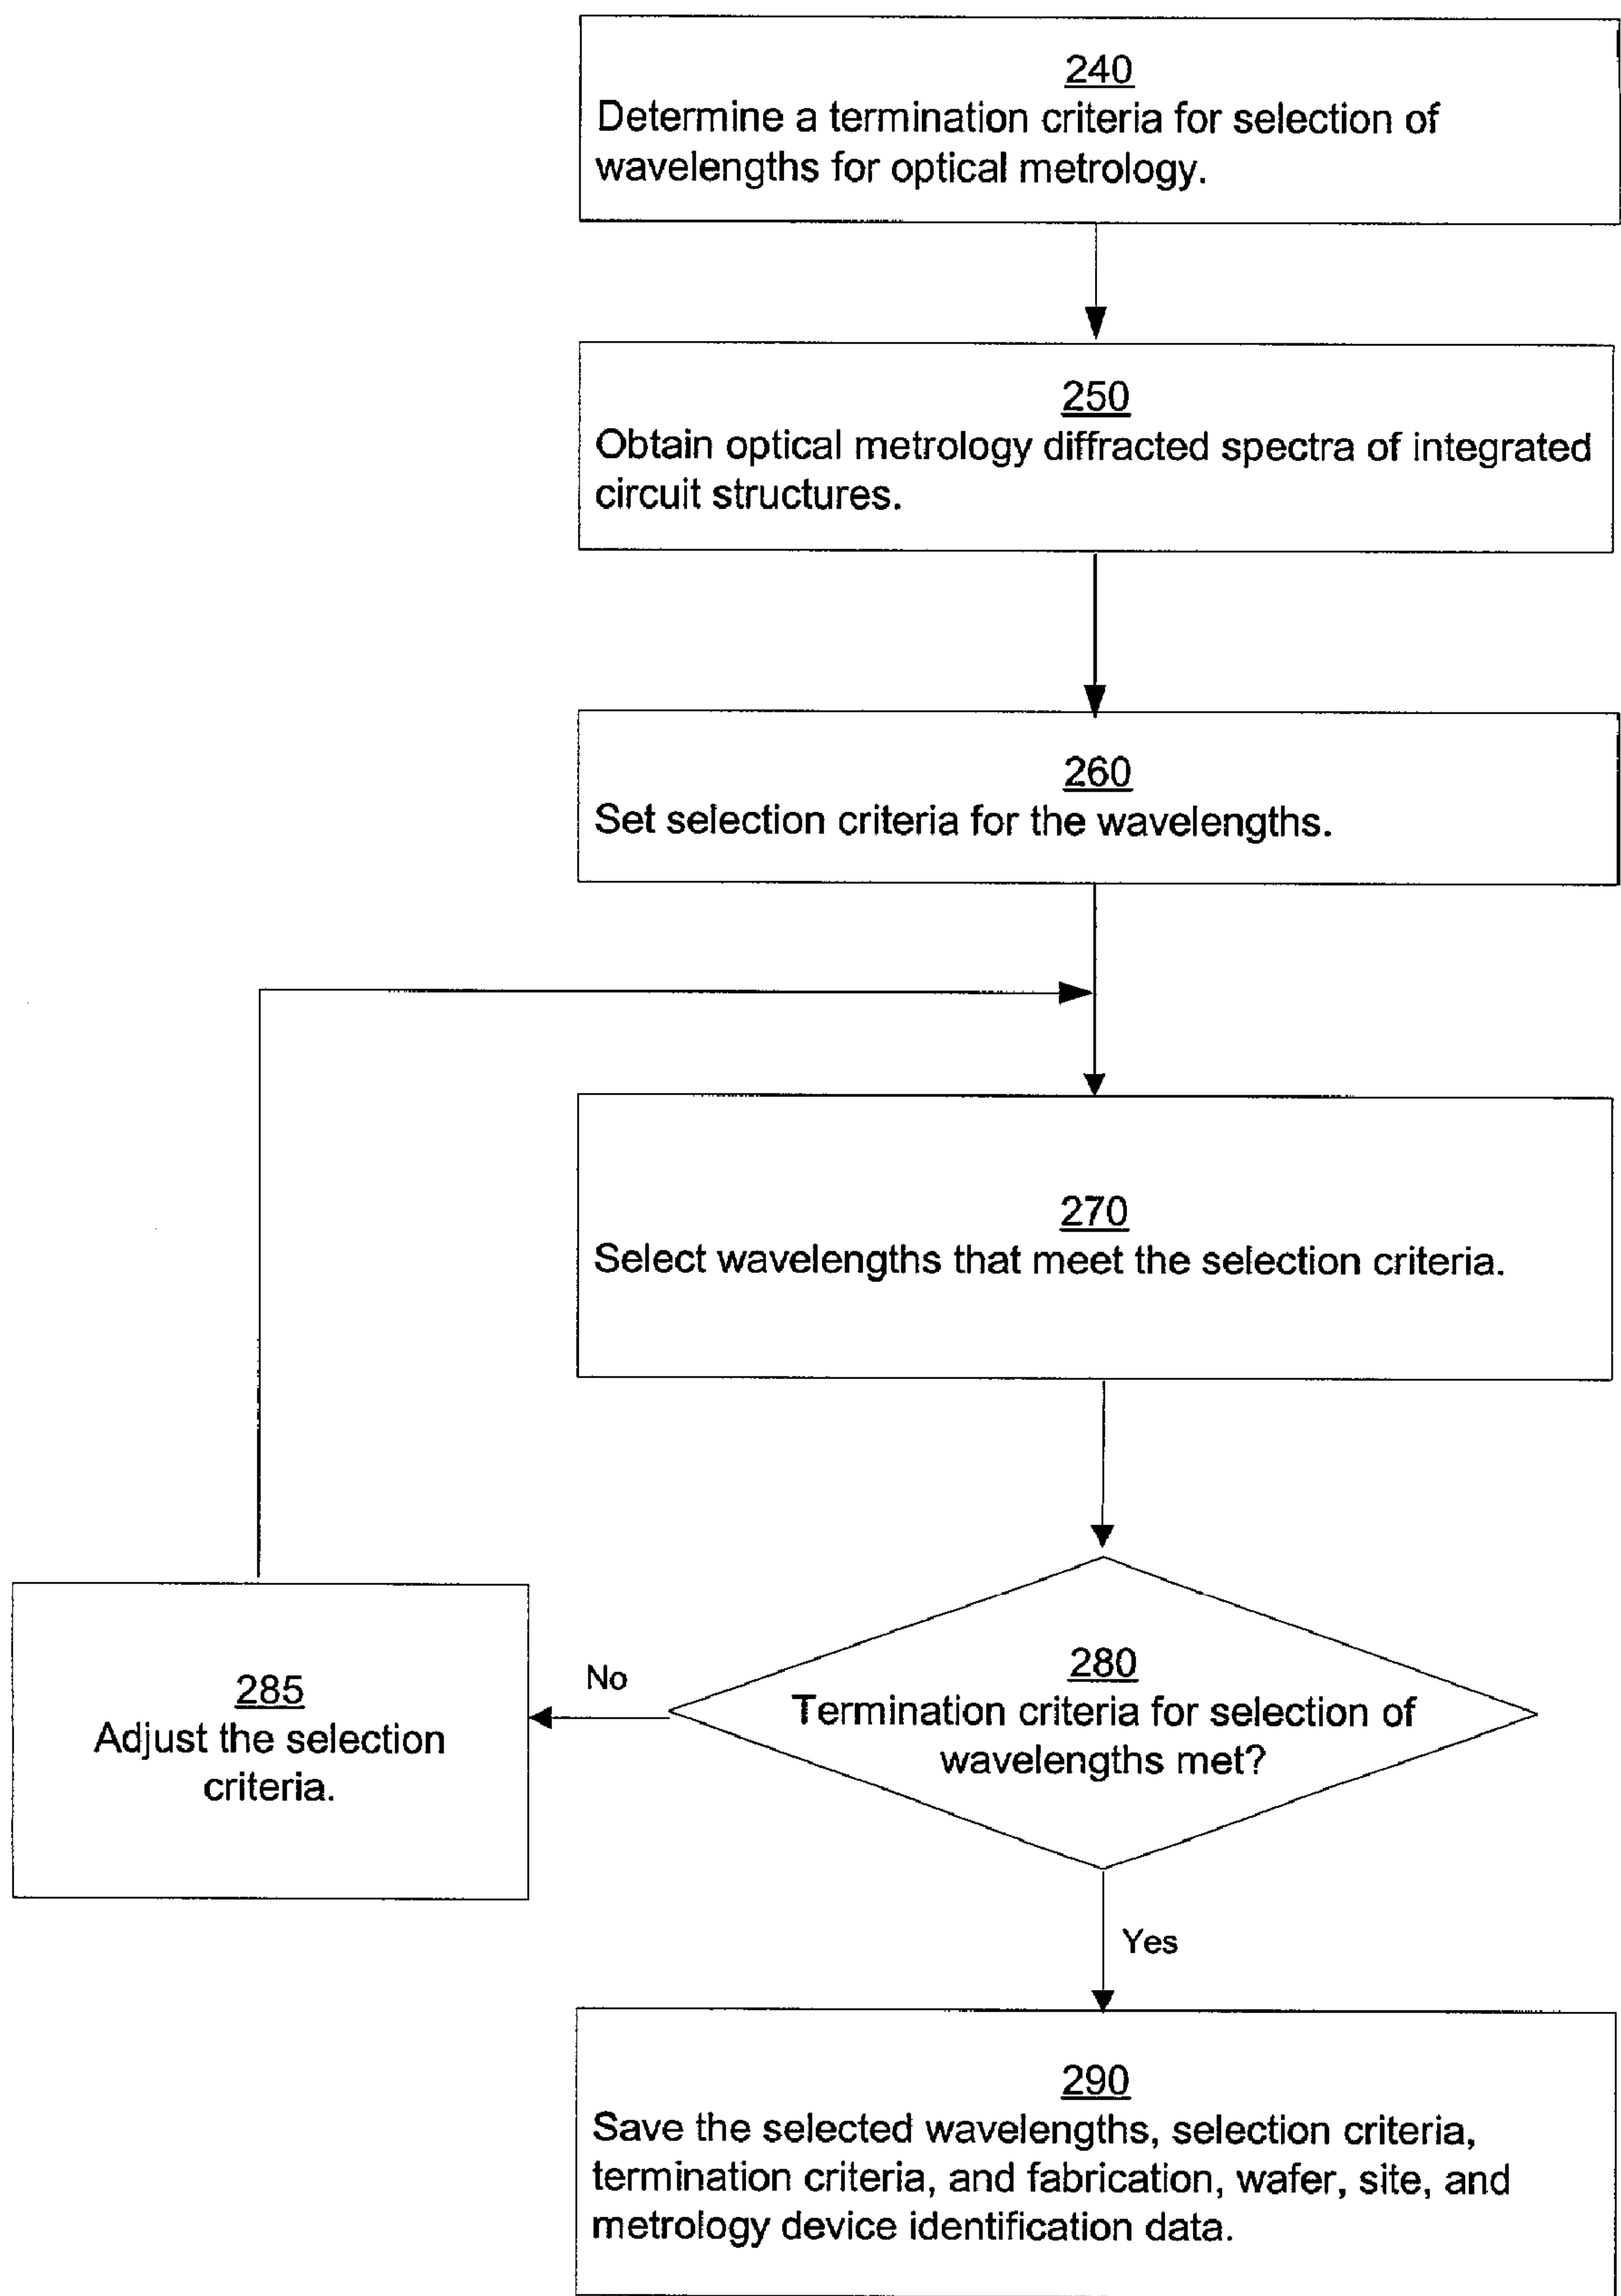 240
Determine a termination criteria for selection of
wavelengths for optical metrology.
250
Obtain optical metrology diffracted spectra of integrated
circuit structures.
260
Set selection criteria for the wavelengths.
270
Select wavelengths that meet the selection criteria.
280
Termination criteria for selection of
wavelengths met?
No
285
Adjust the selection
criteria.
Yes
290
Save the selected wavelengths, selection criteria,
termination criteria, and fabrication, wafer, site, and
metrology device identification data.